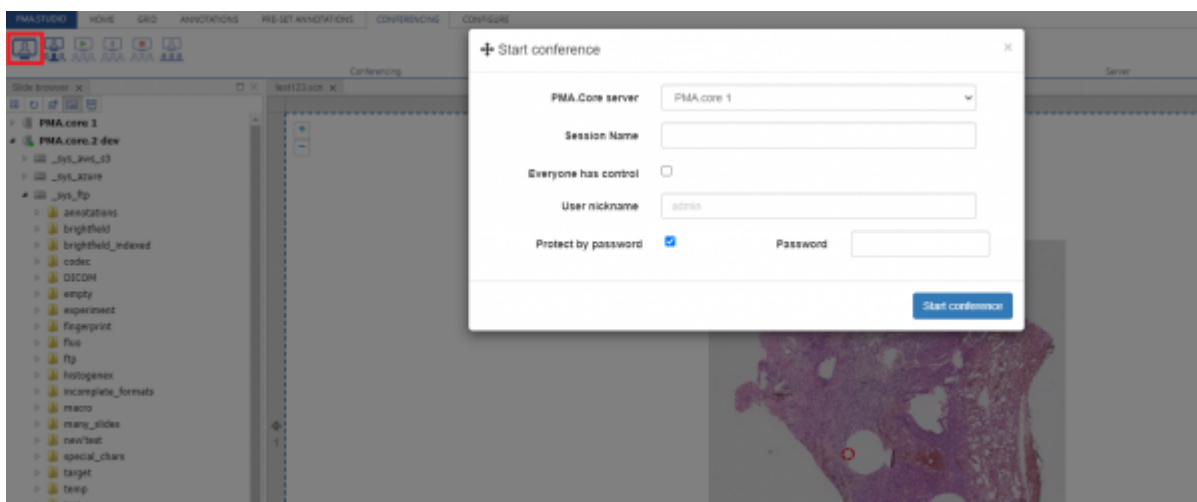 PMA.STUDIO HOME GRID ANNOTATIONS PRE-SET ANNOTATIONS CONFERENCING CONFIGURE
Conferencing
Server
Slide browser
test123.scn
PMA.core 1
PMA.core.2 dev
_sys_aws_s3
_sys_azure
_sys_ftp
annotations
brightfield
brightfield_indexed
codec
DICOM
empty
experiment
fingerprint
fluo
ftp
histogenex
incomplete_formats
macro
many_slides
new'test
special_chars
target
temp
1
Start conference
PMA.Core server PMA.core 1
Session Name
Everyone has control
User nickname admin
Protect by password Password
Start conference